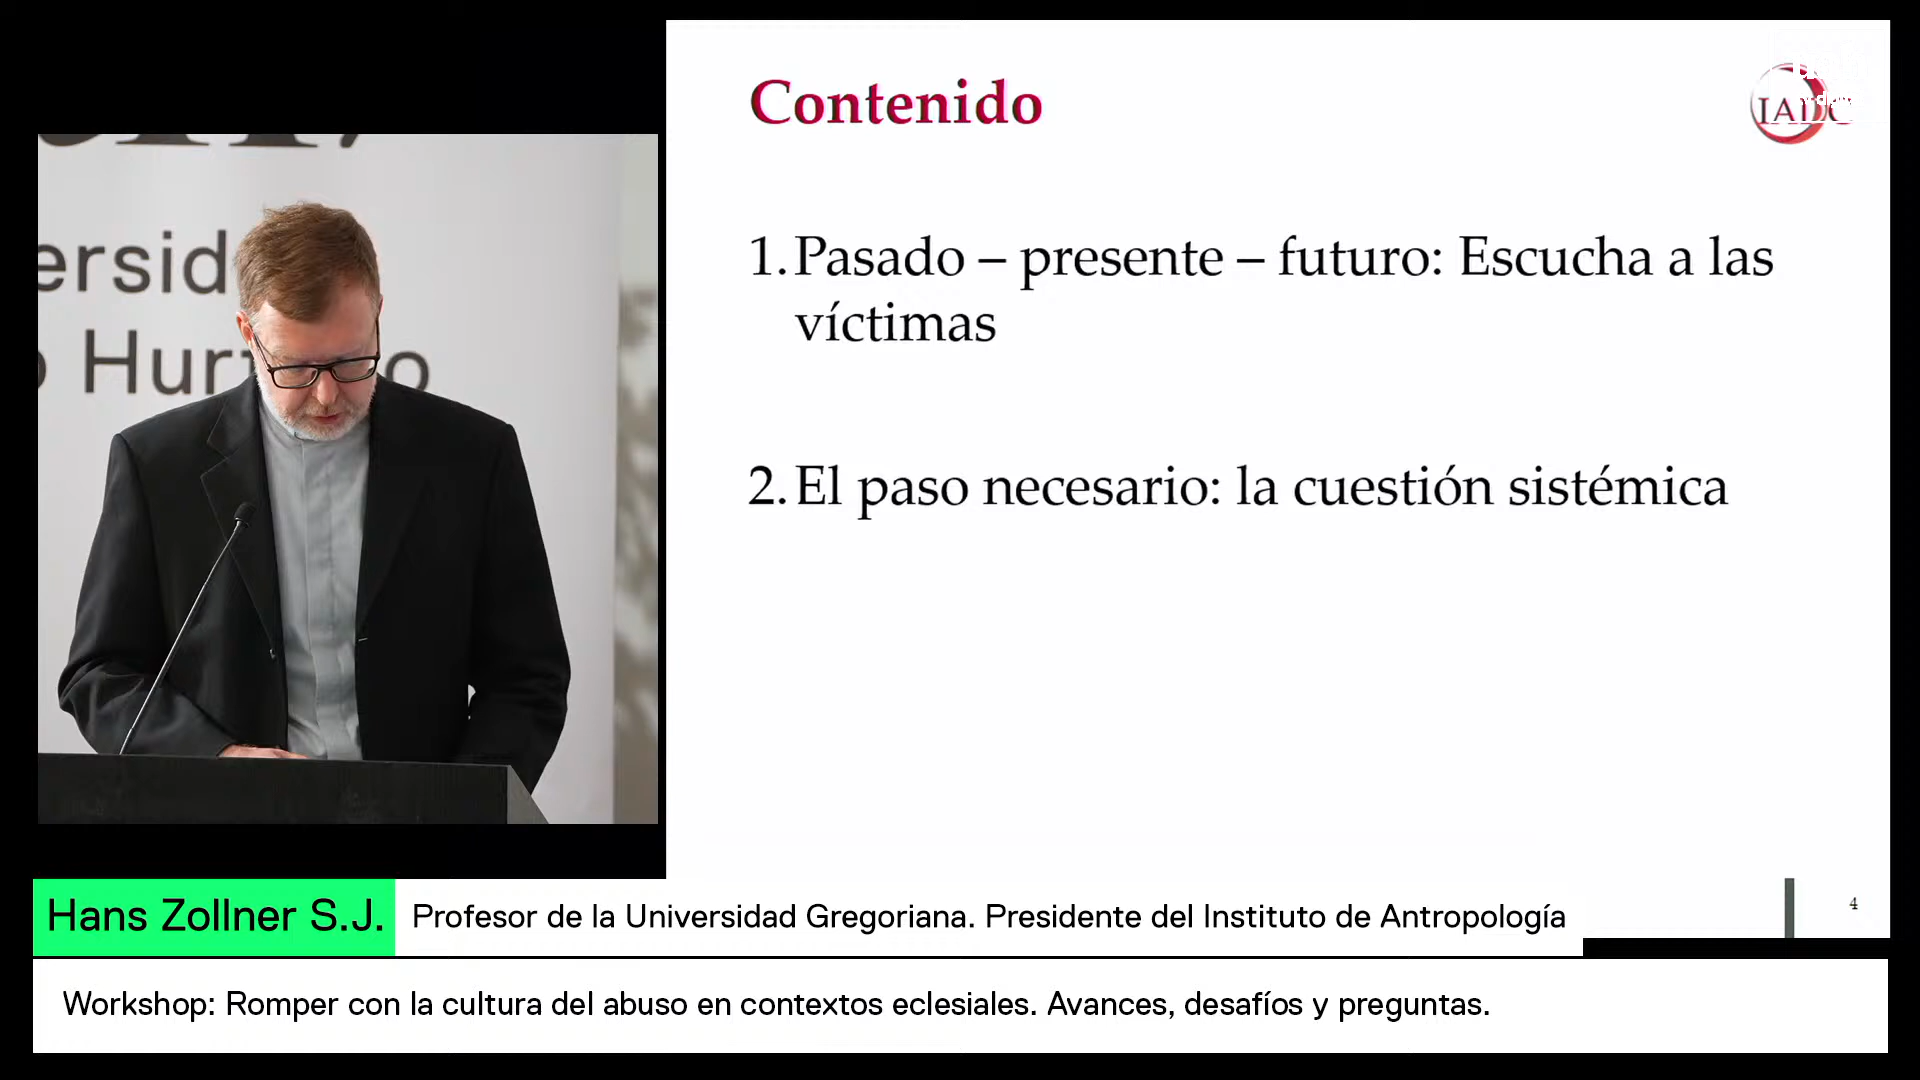 Contenido
IADC
1. Pasado – presente – futuro: Escucha a las
víctimas
2. El paso necesario: la cuestión sistémica
4
Hans Zollner S.J.
Profesor de la Universidad Gregoriana. Presidente del Instituto de Antropología
Workshop: Romper con la cultura del abuso en contextos eclesiales. Avances, desafíos y preguntas.